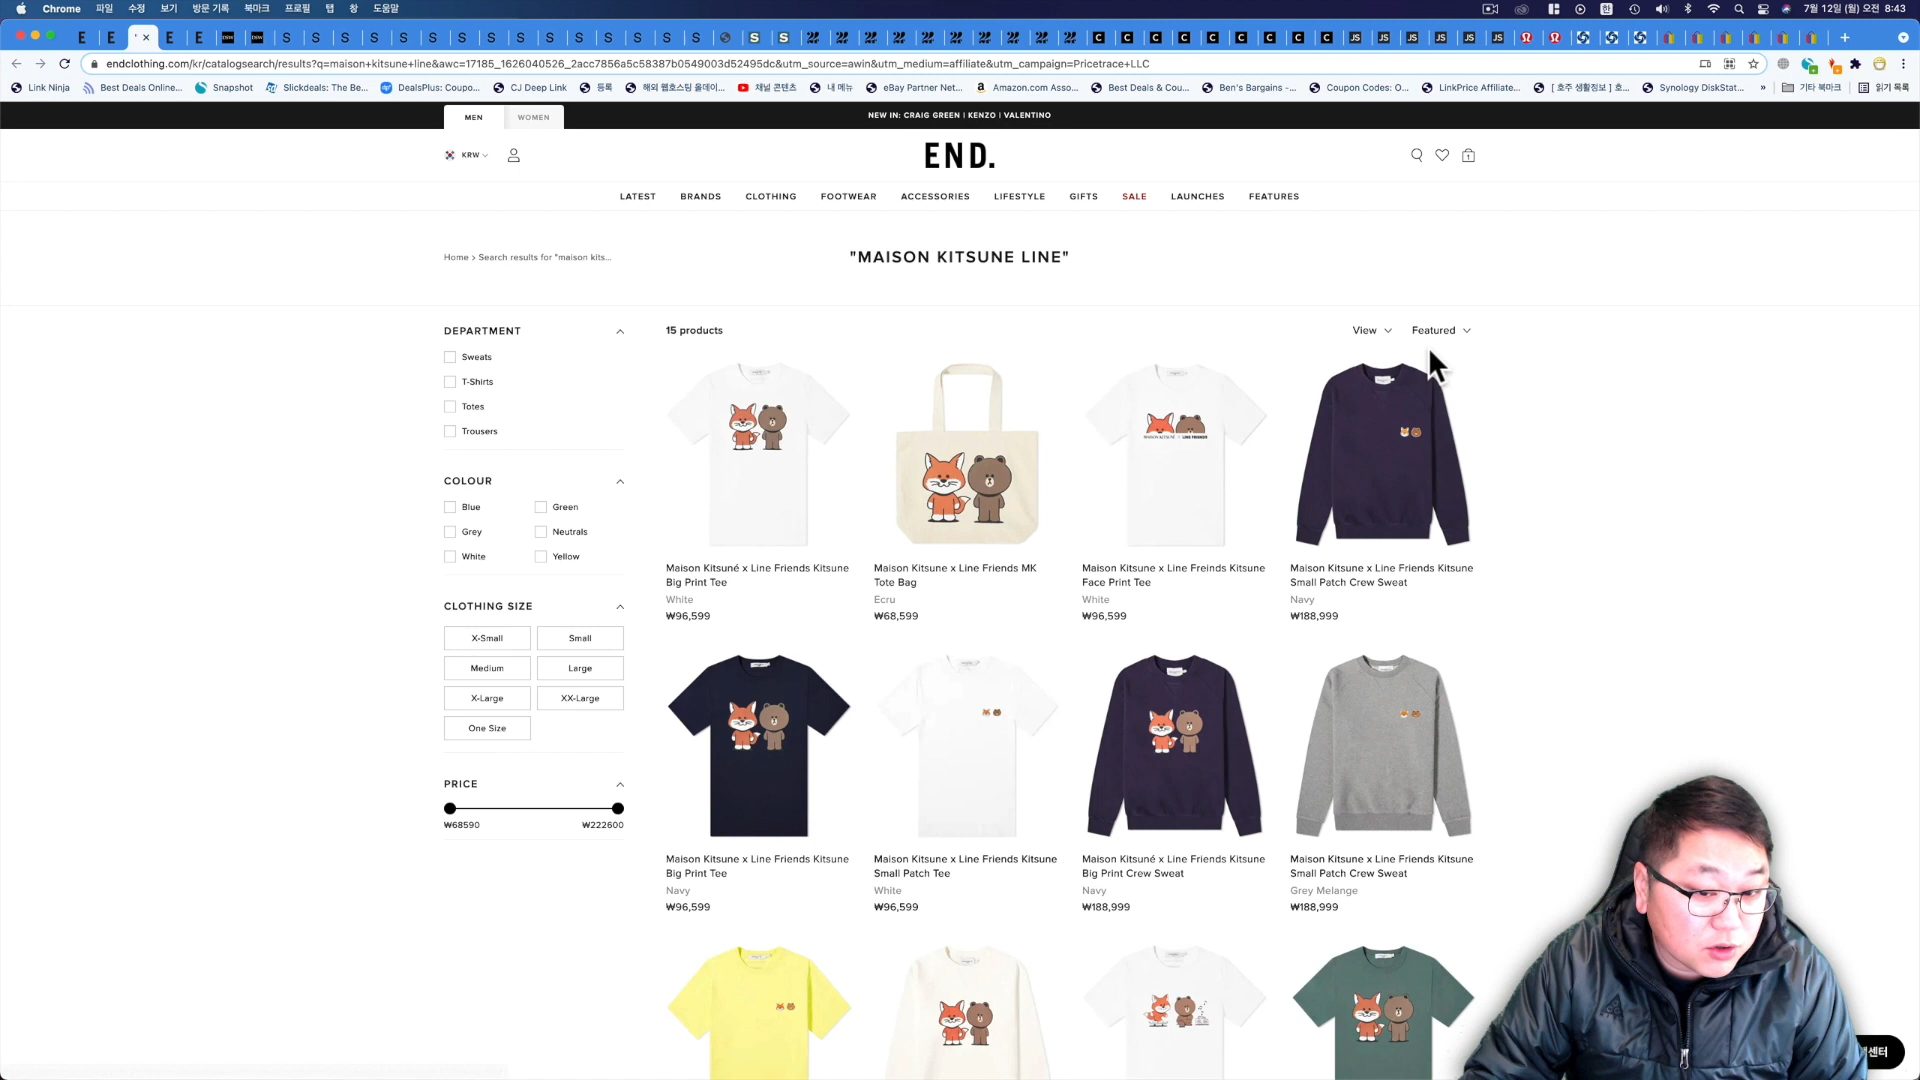 Chrome 파일 수정 보기 방문 기록 북마크 프로필 탭 창 도움말
한 7월 12일 (월) 오전 8:43
endclothing.com/kr/catalogsearch/results?q=maison+kitsune+line&awc=17185_1626040526_2acc7856a5c58387b0549003d52495dc&utm_source=awin&utm_medium=affiliate&utm_campaign=Pricetrace+LLC
Link Ninja Best Deals Online... Snapshot Slickdeals: The Be... DealsPlus: Coupo... CJ Deep Link 등록 해외 웹호스팅 올데이... 채널 콘텐츠 내 메뉴 eBay Partner Net... Amazon.com Asso... Best Deals & Cou... Ben's Bargains -... Coupon Codes: O... LinkPrice Affiliate... [ 호주 생활정보 ] 호... Synology DiskStat... » 기타 북마크 읽기 목록
MEN WOMEN
NEW IN: CRAIG GREEN | KENZO | VALENTINO
KRW
END.
1
LATEST BRANDS CLOTHING FOOTWEAR ACCESSORIES LIFESTYLE GIFTS SALE LAUNCHES FEATURES
Home > Search results for "maison kits...
"MAISON KITSUNE LINE"
DEPARTMENT
Sweats
T-Shirts
Totes
Trousers
COLOUR
Blue Green
Grey Neutrals
White Yellow
CLOTHING SIZE
X-Small Small
Medium Large
X-Large XX-Large
One Size
PRICE
₩68590 ₩222600
15 products
View Featured
MAISON KITSUNÉ × LINE FRIENDS
Maison Kitsuné x Line Friends Kitsune
Big Print Tee
White
₩96,599
Maison Kitsune x Line Friends MK
Tote Bag
Ecru
₩68,599
Maison Kitsune x Line Freinds Kitsune
Face Print Tee
White
₩96,599
Maison Kitsune x Line Friends Kitsune
Small Patch Crew Sweat
Navy
₩188,999
Maison Kitsune x Line Friends Kitsune
Big Print Tee
Navy
₩96,599
Maison Kitsune x Line Friends Kitsune
Small Patch Tee
White
₩96,599
Maison Kitsuné x Line Friends Kitsune
Big Print Crew Sweat
Navy
₩188,999
Maison Kitsune x Line Friends Kitsune
Small Patch Crew Sweat
Grey Melange
₩188,999
센터